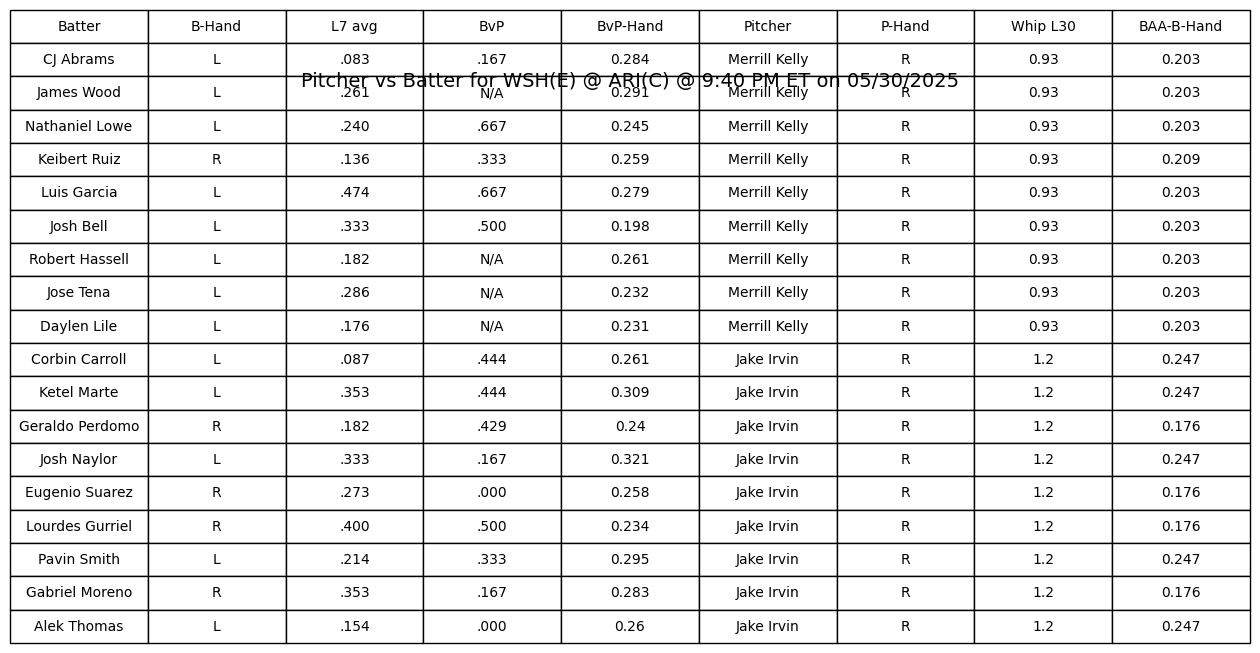 Batter B-Hand L7 avg BvP BvP-Hand Pitcher P-Hand Whip L30 BAA-B-Hand
CJ Abrams L .083 .167 0.284 Merrill Kelly R 0.93 0.203
Pitcher vs Batter for WSH(E) @ ARI(C) @ 9:40 PM ET on 05/30/2025
James Wood L .261 N/A 0.291 Merrill Kelly R 0.93 0.203
Nathaniel Lowe L .240 .667 0.245 Merrill Kelly R 0.93 0.203
Keibert Ruiz R .136 .333 0.259 Merrill Kelly R 0.93 0.209
Luis Garcia L .474 .667 0.279 Merrill Kelly R 0.93 0.203
Josh Bell L .333 .500 0.198 Merrill Kelly R 0.93 0.203
Robert Hassell L .182 N/A 0.261 Merrill Kelly R 0.93 0.203
Jose Tena L .286 N/A 0.232 Merrill Kelly R 0.93 0.203
Daylen Lile L .176 N/A 0.231 Merrill Kelly R 0.93 0.203
Corbin Carroll L .087 .444 0.261 Jake Irvin R 1.2 0.247
Ketel Marte L .353 .444 0.309 Jake Irvin R 1.2 0.247
Geraldo Perdomo R .182 .429 0.24 Jake Irvin R 1.2 0.176
Josh Naylor L .333 .167 0.321 Jake Irvin R 1.2 0.247
Eugenio Suarez R .273 .000 0.258 Jake Irvin R 1.2 0.176
Lourdes Gurriel R .400 .500 0.234 Jake Irvin R 1.2 0.176
Pavin Smith L .214 .333 0.295 Jake Irvin R 1.2 0.247
Gabriel Moreno R .353 .167 0.283 Jake Irvin R 1.2 0.176
Alek Thomas L .154 .000 0.26 Jake Irvin R 1.2 0.247